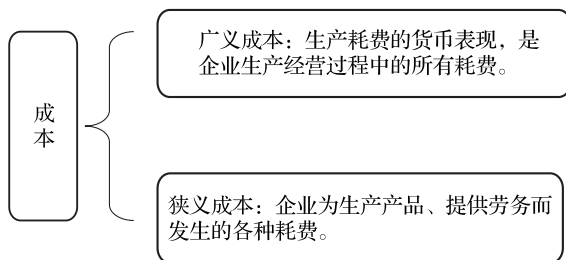 成
本
广义成本：生产耗费的货币表现，是
企业生产经营过程中的所有耗费。
狭义成本：企业为生产产品、提供劳务而
发生的各种耗费。